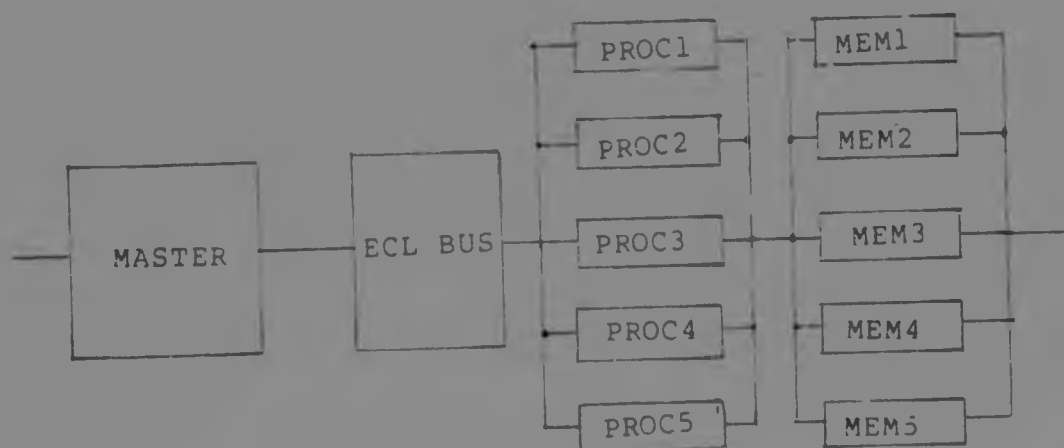 PROC1
MEM1
PROC2
MEM2
MASTER
ECL BUS
PROC3
MEM3
PROC4
MEM4
PROC5
MEM5